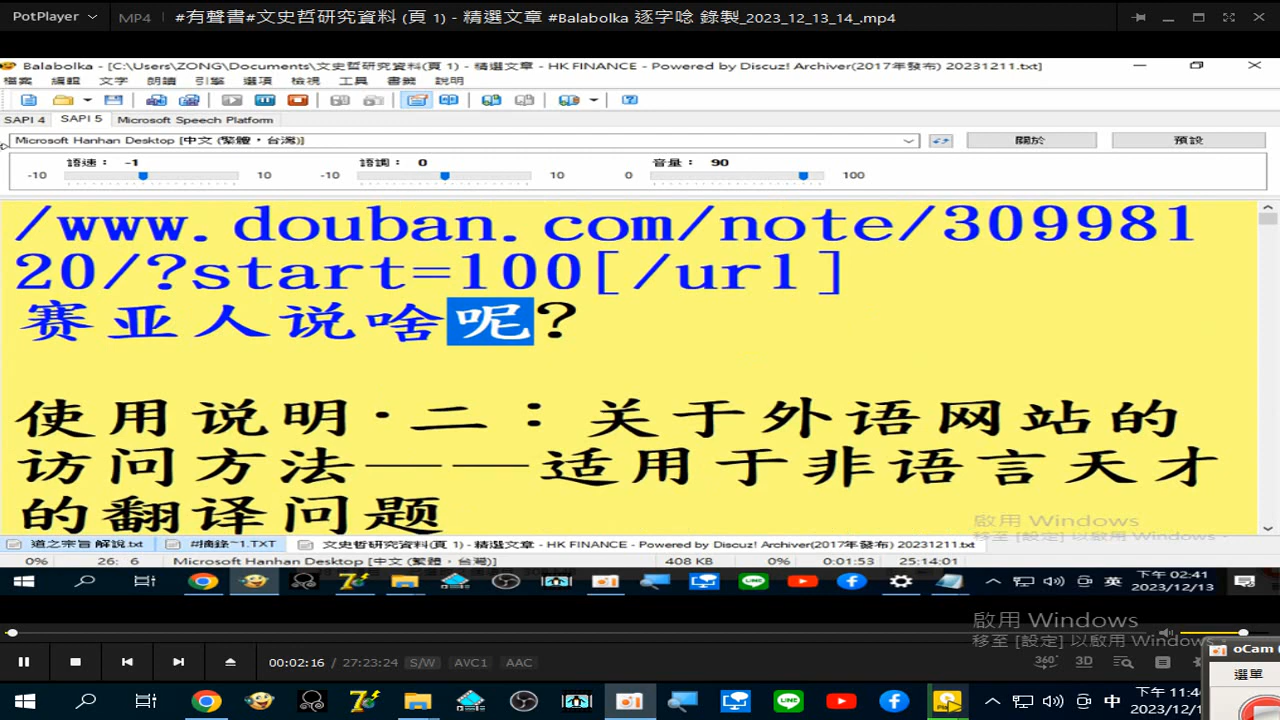 PotPlayer MP4 #有聲書#文史哲研究資料 (頁 1) - 精選文章 #Balabolka 逐字唸 錄製_2023_12_13_14_.mp4
Balabolka - [C:\Users\ZONG\Documents\文史哲研究資料(頁 1) - 精選文章 - HK FINANCE - Powered by Discuz! Archiver(2017年發布) 20231211.txt]
檔案 編輯 文字 朗讀 引擎 選項 檢視 工具 書籤 說明
SAPI 4 SAPI 5 Microsoft Speech Platform
Microsoft Hanhan Desktop [中文 (繁體，台灣)] 關於 預設
語速： -1 語調： 0 音量： 90
-10 10 -10 10 0 100
/www.douban.com/note/309981
20/?start=100[/url]
赛亚人说啥呢?
使用说明·二：关于外语网站的
访问方法——适用于非语言天才
的翻译问题
啟用 Windows
道之宗旨 解說.txt #摘錄~1.TXT 文史哲研究資料(頁 1) - 精選文章 - HK FINANCE - Powered by Discuz! Archiver(2017年發布) 20231211.txt
0% 26: 6 Microsoft Hanhan Desktop [中文 (繁體，台灣)] 408 KB 0% 0:01:53 25:14:01
英 下午 02:41
2023/12/13
啟用 Windows
移至 [設定] 以啟用 Windows。
00:02:16 / 27:23:24 S/W AVC1 AAC 360° 3D
oCam
選單
中 下午 11:4
2023/12/1